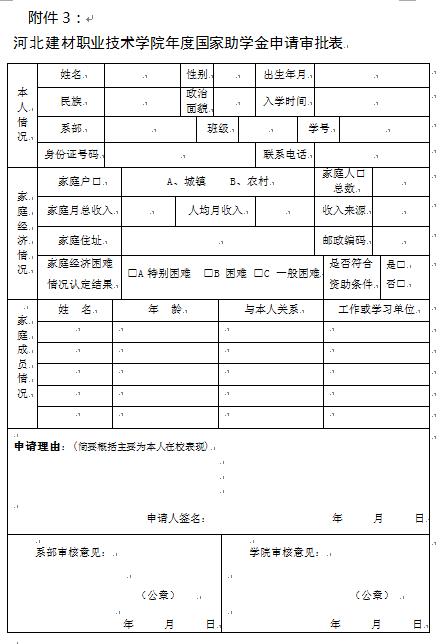 附件3：
河北建材职业技术学院年度国家助学金申请审批表
本人情况
姓名 性别 出生年月
民族 政治面貌 入学时间
系部 班级 学号
身份证号码 联系电话
家庭经济情况
家庭户口 A、城镇 B、农村 家庭人口总数
家庭月总收入 人均月收入 收入来源
家庭住址 邮政编码
家庭经济困难情况认定结果 □A特别困难 □B 困难 □C 一般困难 是否符合资助条件 是□ 否□
家庭成员情况
姓 名 年 龄 与本人关系 工作或学习单位
申请理由：（简要概括主要为本人在校表现）
申请人签名： 年 月 日
系部审核意见： 学院审核意见：
（公章） （公章）
年 月 日 年 月 日